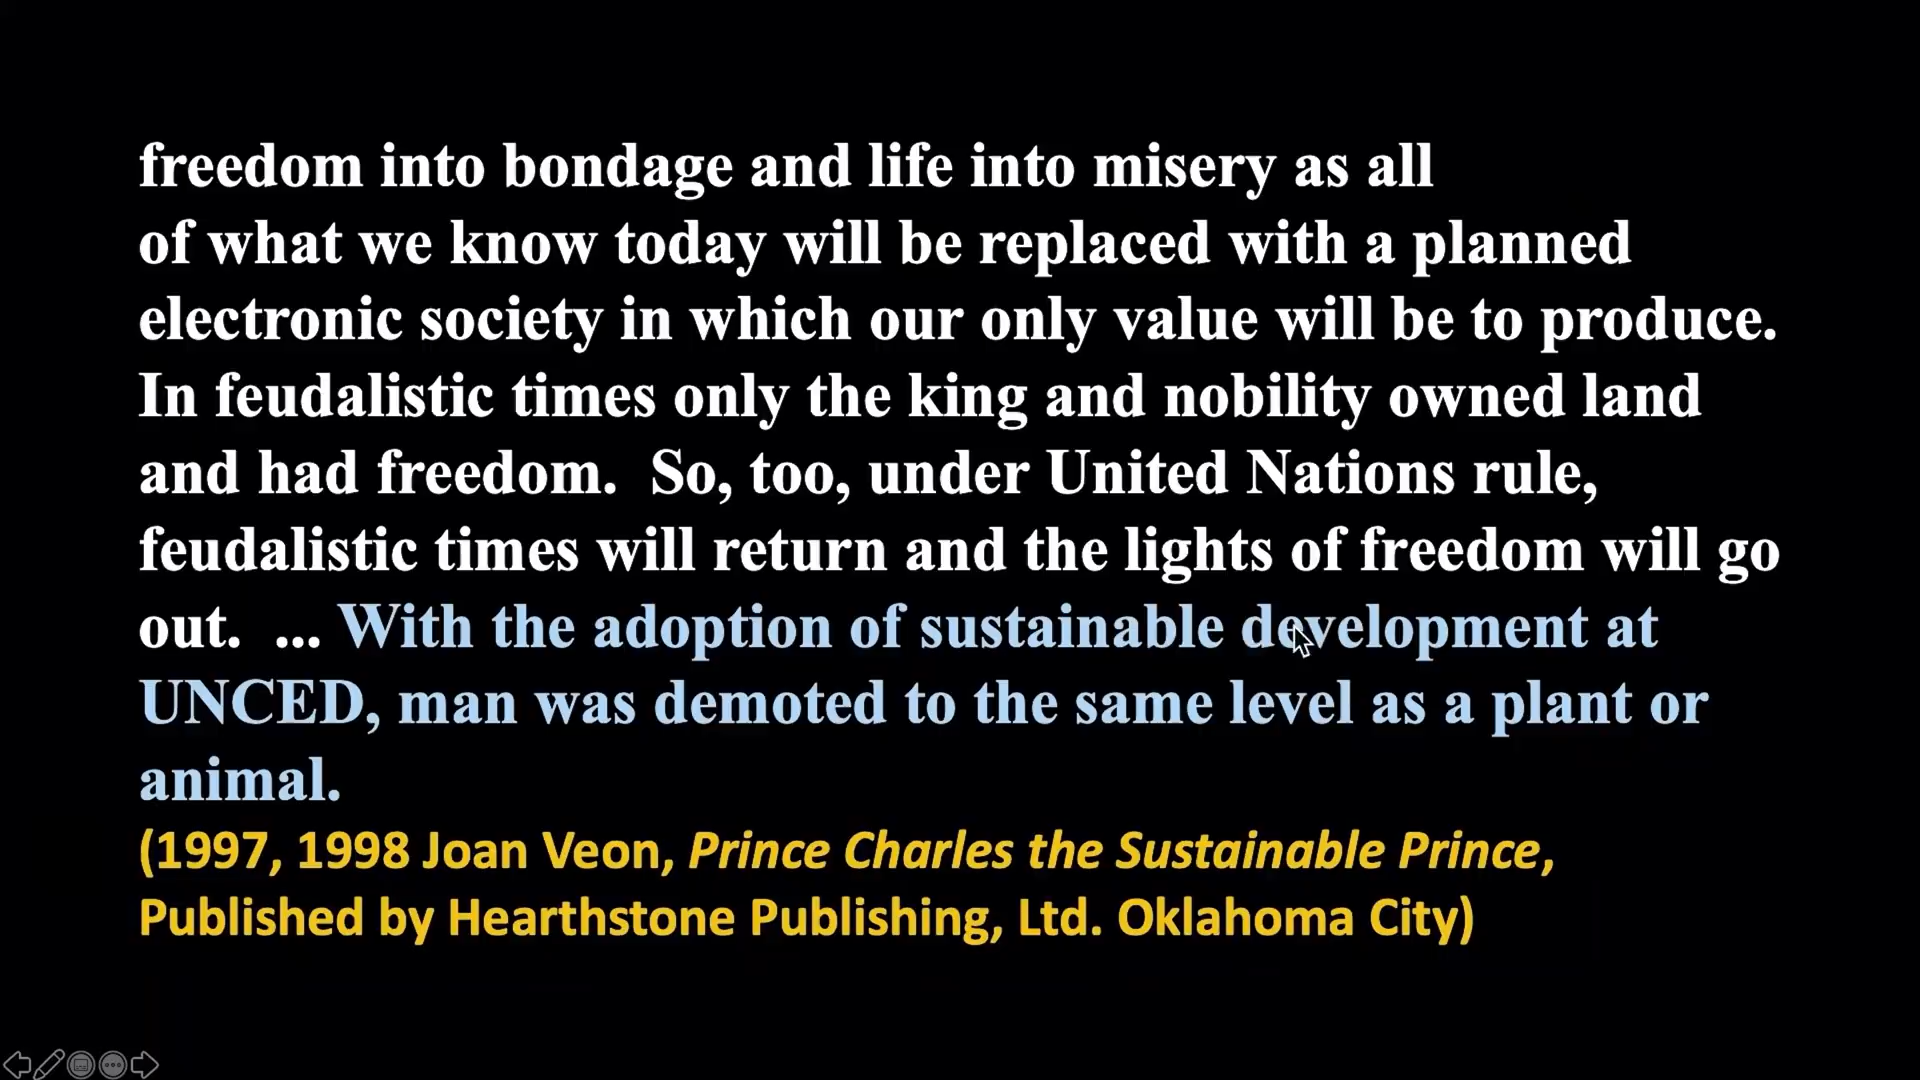 freedom into bondage and life into misery as all
of what we know today will be replaced with a planned
electronic society in which our only value will be to produce.
In feudalistic times only the king and nobility owned land
and had freedom.  So, too, under United Nations rule,
feudalistic times will return and the lights of freedom will go
out.  ... With the adoption of sustainable development at
UNCED, man was demoted to the same level as a plant or
animal.
(1997, 1998 Joan Veon, Prince Charles the Sustainable Prince,
Published by Hearthstone Publishing, Ltd. Oklahoma City)